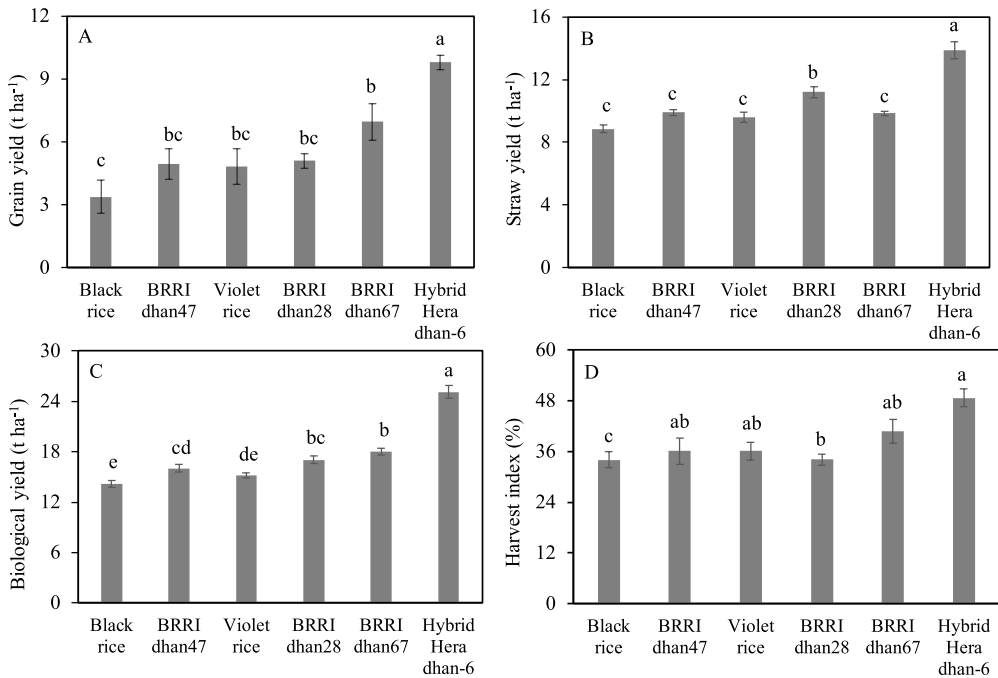 A
Grain yield (t ha⁻¹)
12
9
6
3
0
c
bc
bc
bc
b
a
Black rice
BRRI dhan47
Violet rice
BRRI dhan28
BRRI dhan67
Hybrid Hera dhan-6
B
Straw yield (t ha⁻¹)
16
12
8
4
0
c
c
c
b
c
a
Black rice
BRRI dhan47
Violet rice
BRRI dhan28
BRRI dhan67
Hybrid Hera dhan-6
C
Biological yield (t ha⁻¹)
30
24
18
12
6
0
e
cd
de
bc
b
a
Black rice
BRRI dhan47
Violet rice
BRRI dhan28
BRRI dhan67
Hybrid Hera dhan-6
D
Harvest index (%)
60
48
36
24
12
0
c
ab
ab
b
ab
a
Black rice
BRRI dhan47
Violet rice
BRRI dhan28
BRRI dhan67
Hybrid Hera dhan-6